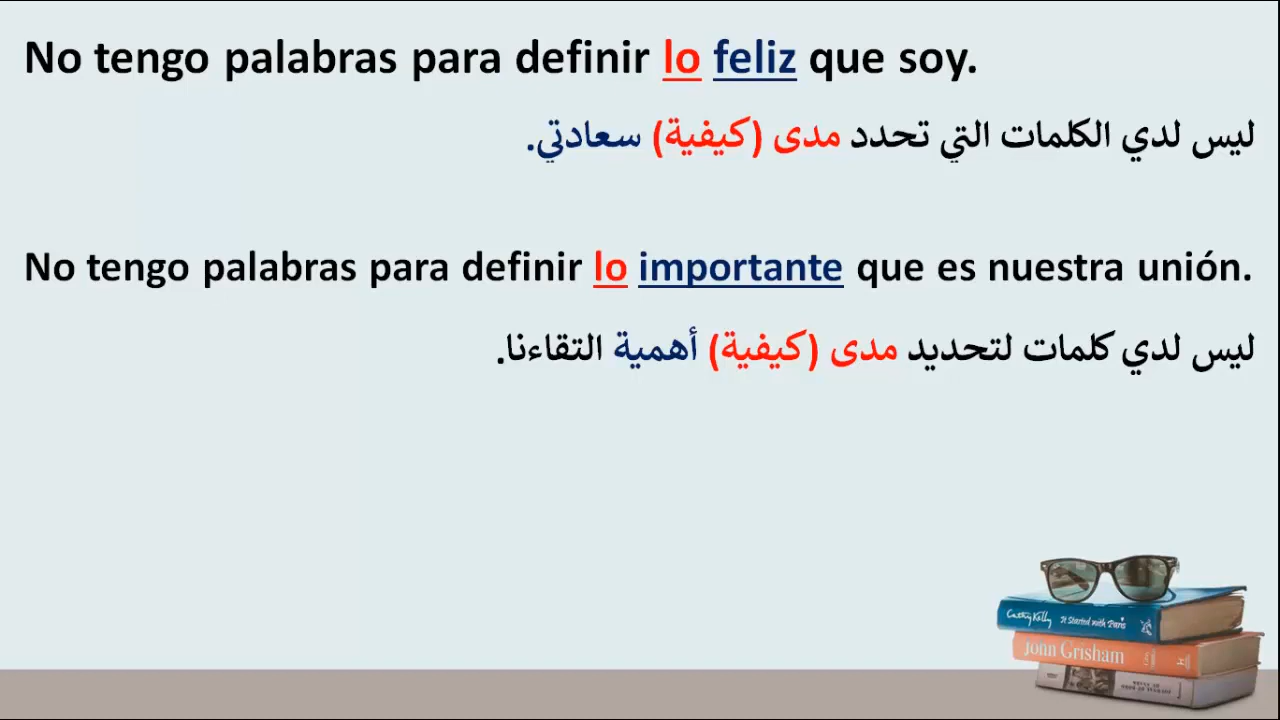 No tengo palabras para definir lo feliz que soy.
ليس لدي الكلمات التي تحدد مدى (كيفية) سعادتي.
No tengo palabras para definir lo importante que es nuestra unión.
ليس لدي كلمات لتحديد مدى (كيفية) أهمية التقاءنا.
Cathy Kelly It Started with Paris
John Grisham